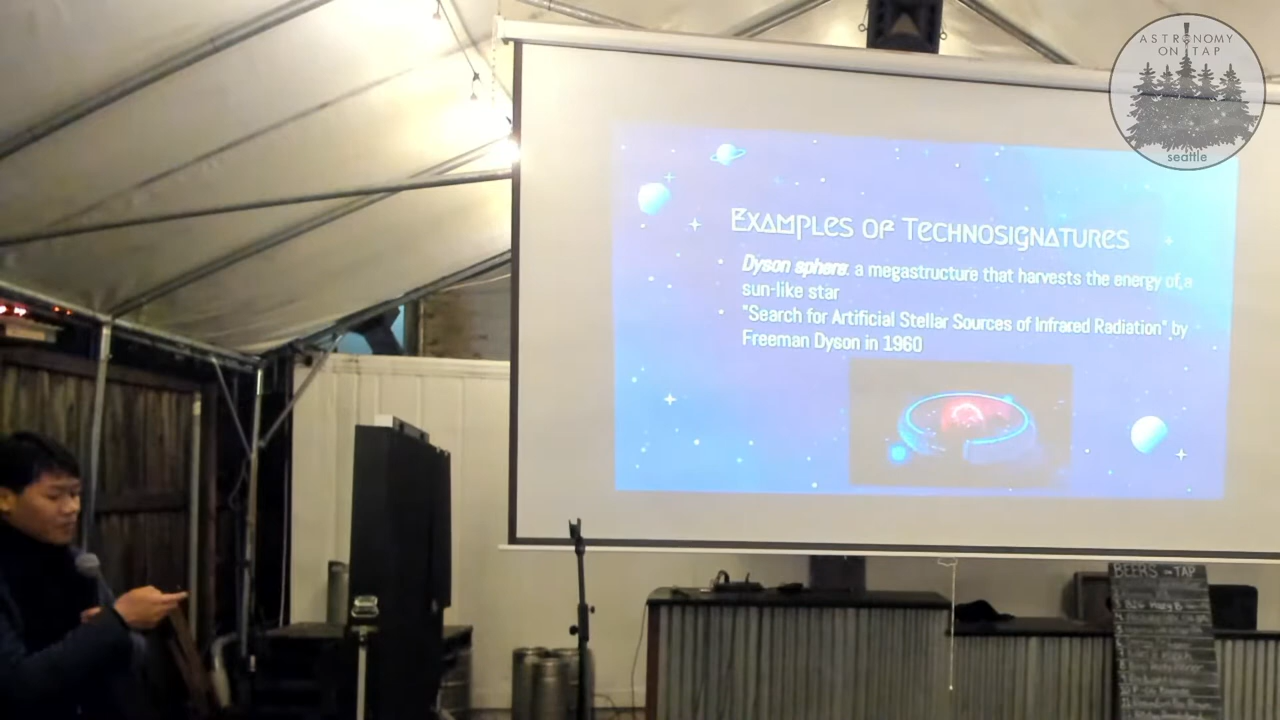 ASTRONOMY
ON TAP
seattle
EXAMPLES OF TECHNOSIGNATURES
Dyson sphere: a megastructure that harvests the energy of a
sun-like star
"Search for Artificial Stellar Sources of Infrared Radiation" by
Freeman Dyson in 1960
BEERS TAP